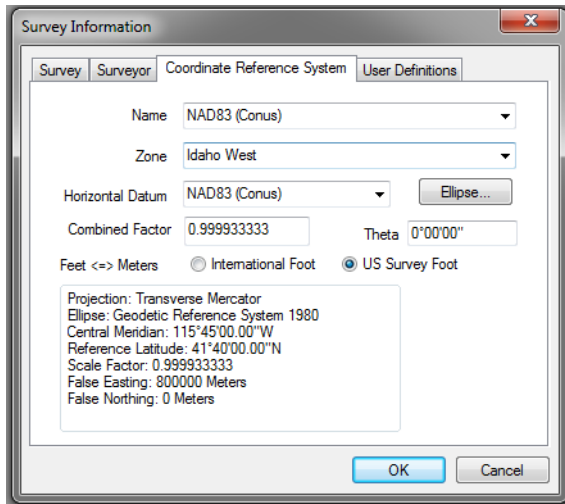 Survey Information
Survey Surveyor Coordinate Reference System User Definitions
Name NAD83 (Conus)
Zone Idaho West
Horizontal Datum NAD83 (Conus) Ellipse...
Combined Factor 0.999933333 Theta 0°00'00"
Feet <=> Meters International Foot US Survey Foot
Projection: Transverse Mercator
Ellipse: Geodetic Reference System 1980
Central Meridian: 115°45'00.00"W
Reference Latitude: 41°40'00.00"N
Scale Factor: 0.999933333
False Easting: 800000 Meters
False Northing: 0 Meters
OK Cancel